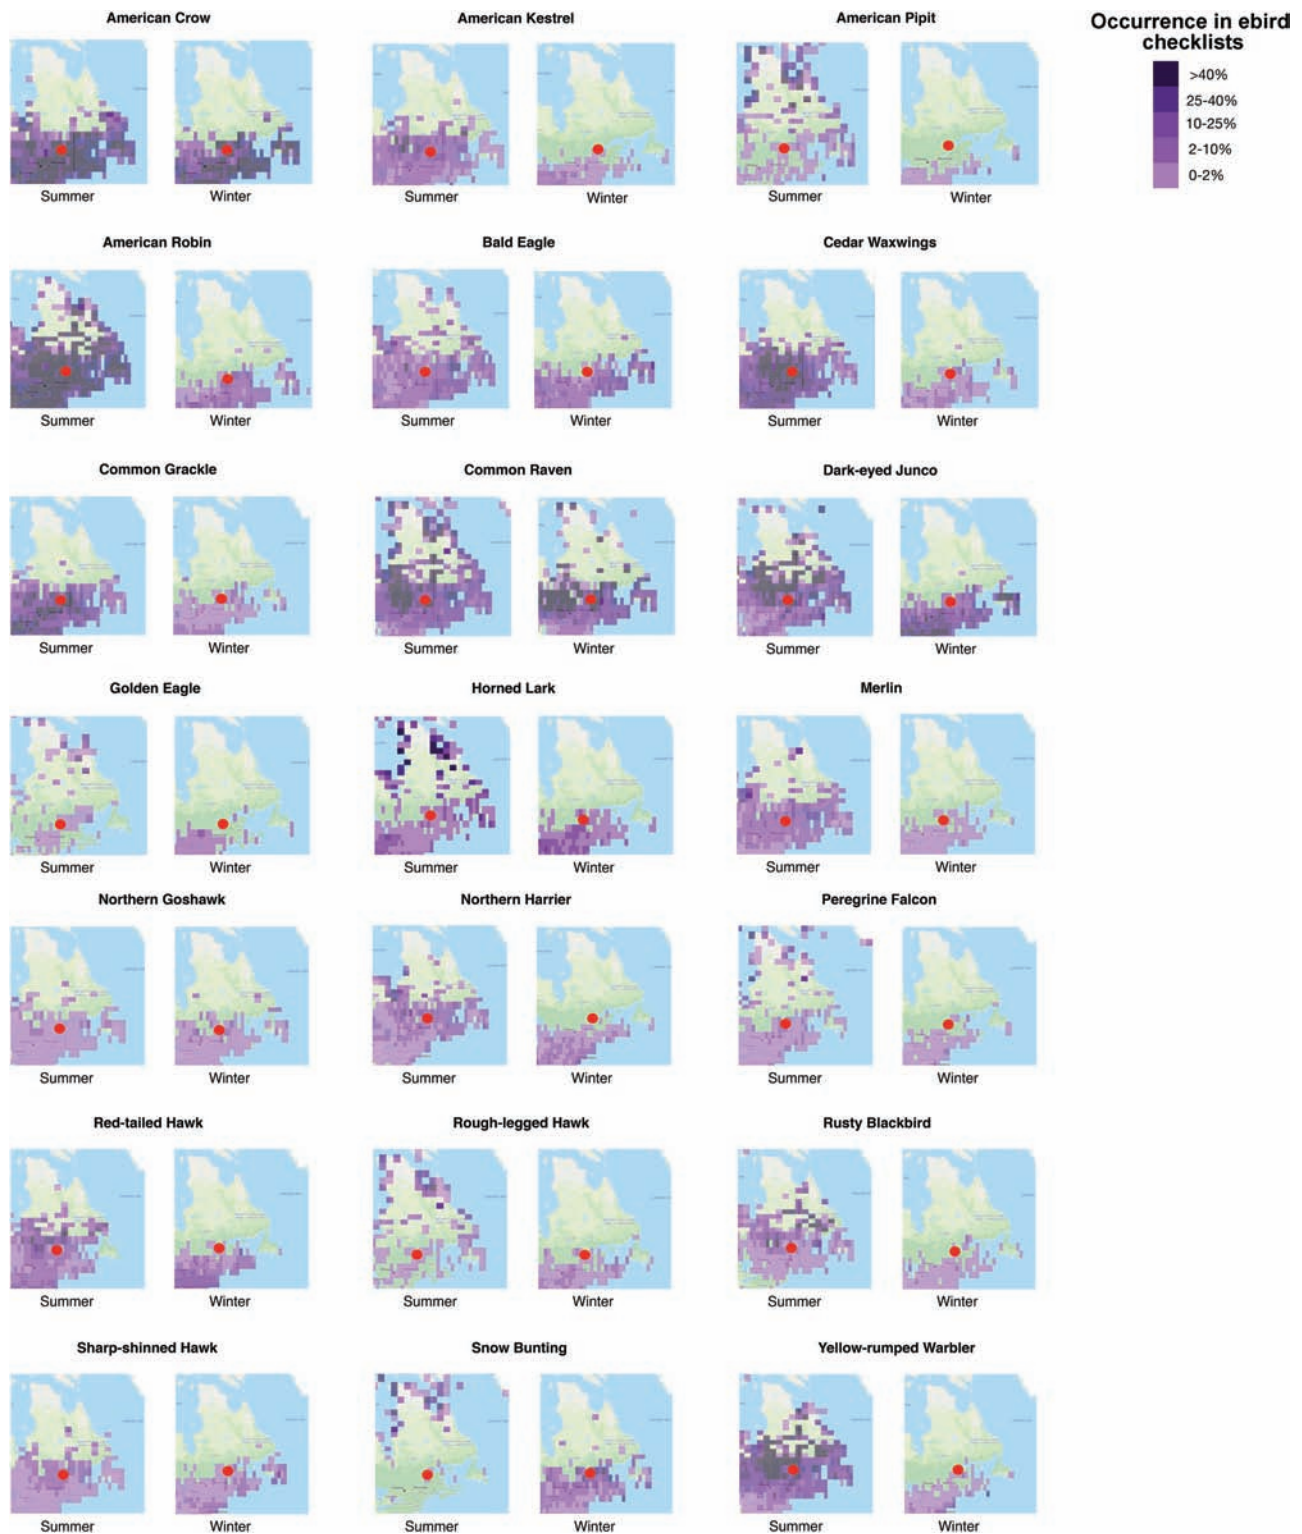 American Crow
American Kestrel
American Pipit
Occurrence in ebird
checklists
>40%
25-40%
10-25%
2-10%
0-2%
Summer
Winter
Summer
Winter
Summer
Winter
American Robin
Bald Eagle
Cedar Waxwings
Summer
Winter
Summer
Winter
Summer
Winter
Common Grackle
Common Raven
Dark-eyed Junco
Summer
Winter
Summer
Winter
Summer
Winter
Golden Eagle
Horned Lark
Merlin
Summer
Winter
Summer
Winter
Summer
Winter
Northern Goshawk
Northern Harrier
Peregrine Falcon
Summer
Winter
Summer
Winter
Summer
Winter
Red-tailed Hawk
Rough-legged Hawk
Rusty Blackbird
Summer
Winter
Summer
Winter
Summer
Winter
Sharp-shinned Hawk
Snow Bunting
Yellow-rumped Warbler
Summer
Winter
Summer
Winter
Summer
Winter